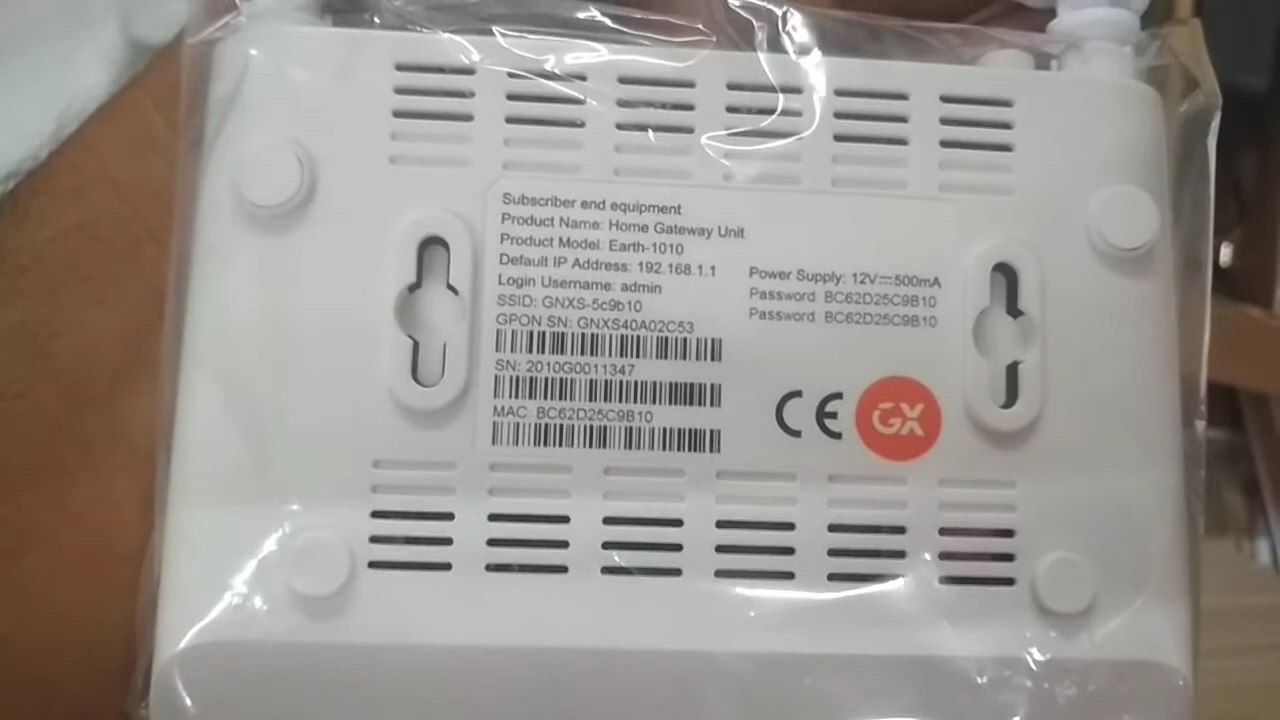 Subscriber end equipment
Product Name: Home Gateway Unit
Product Model: Earth-1010
Default IP Address: 192.168.1.1
Login Username: admin
SSID: GNXS-5c9b10
GPON SN: GNXS40A02C53
SN: 2010G0011347
MAC BC62D25C9B10
Power Supply: 12V⎓500mA
Password BC62D25C9B10
Password BC62D25C9B10
CE
GX